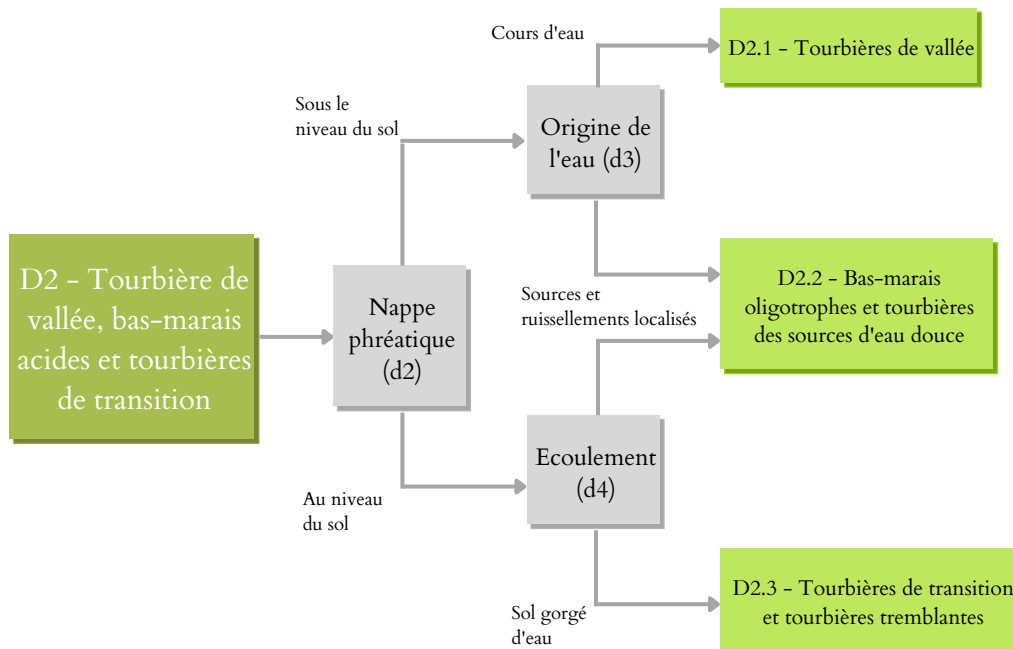 Cours d'eau
D2.1 - Tourbières de vallée
Sous le
niveau du sol
Origine de
l'eau (d3)
D2 - Tourbière de
vallée, bas-marais
acides et tourbières
de transition
Nappe
phréatique
(d2)
Sources et
ruissellements localisés
D2.2 - Bas-marais
oligotrophes et tourbières
des sources d'eau douce
Au niveau
du sol
Ecoulement
(d4)
Sol gorgé
d'eau
D2.3 - Tourbières de transition
et tourbières tremblantes